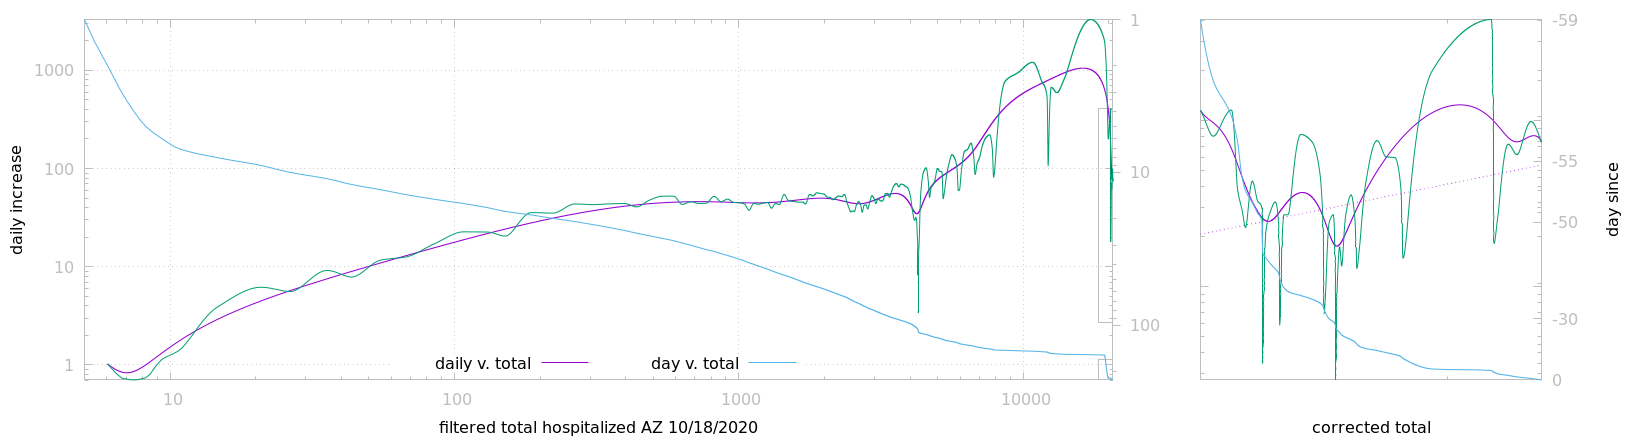 1 -59
1000
100 10 -55
daily increase -50 day since
10
100 -30
1 daily v. total day v. total 0
10 100 1000 10000
filtered total hospitalized AZ 10/18/2020 corrected total